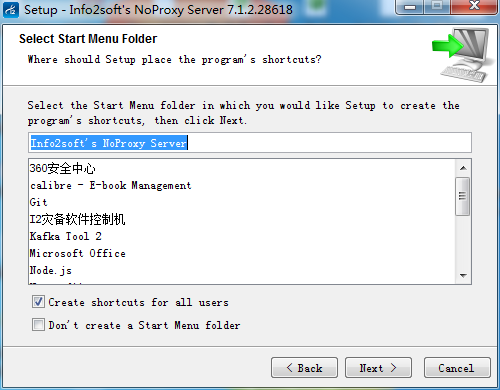 Setup - Info2soft's NoProxy Server 7.1.2.28618
Select Start Menu Folder
Where should Setup place the program's shortcuts?
Select the Start Menu folder in which you would like Setup to create the
program's shortcuts, then click Next.
Info2soft's NoProxy Server
360安全中心
calibre - E-book Management
Git
I2灾备软件控制机
Kafka Tool 2
Microsoft Office
Node.js
Create shortcuts for all users
Don't create a Start Menu folder
< Back
Next >
Cancel